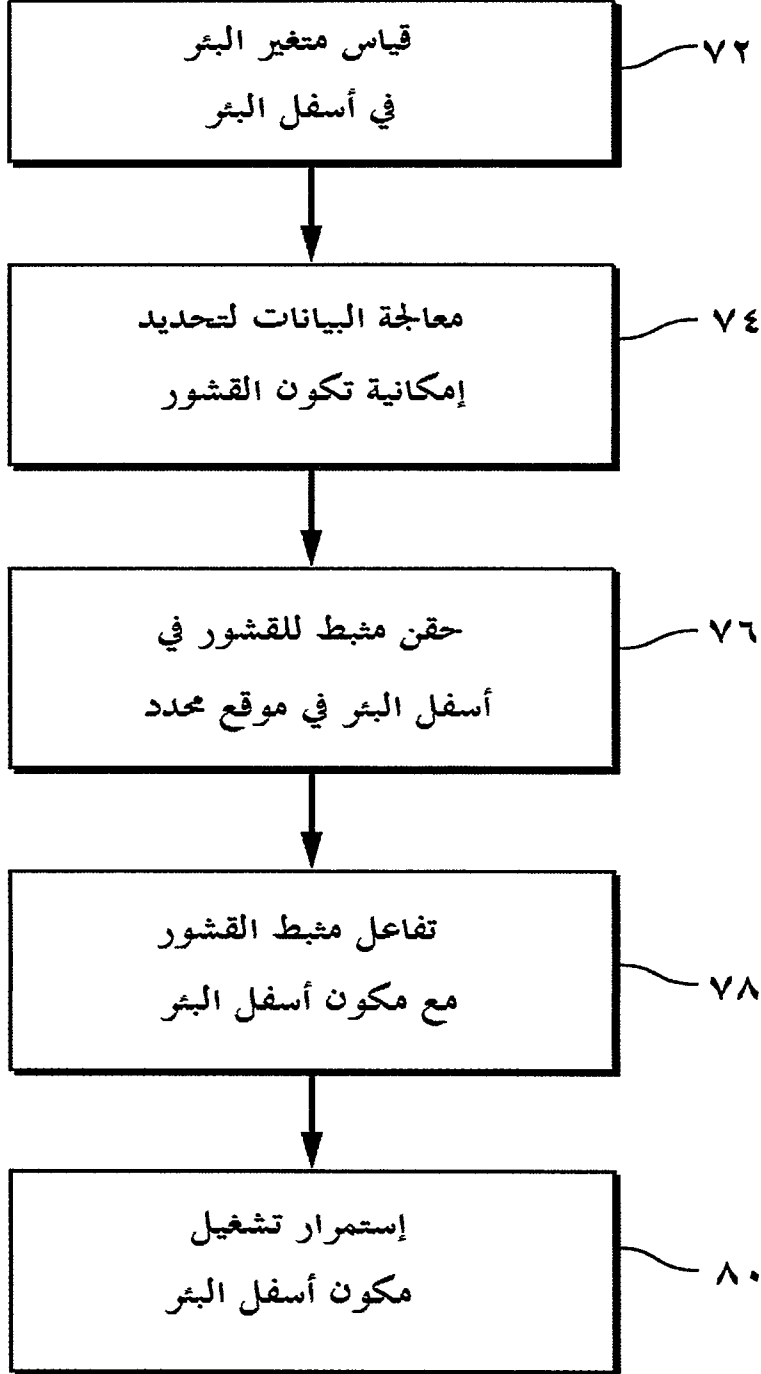 قياس متغير البئر
في أسفل البئر
٧٢
معالجة البيانات لتحديد
إمكانية تكون القشور
٧٤
حقن مثبط للقشور في
أسفل البئر في موقع محدد
٧٦
تفاعل مثبط القشور
مع مكون أسفل البئر
٧٨
إستمرار تشغيل
مكون أسفل البئر
٨٠